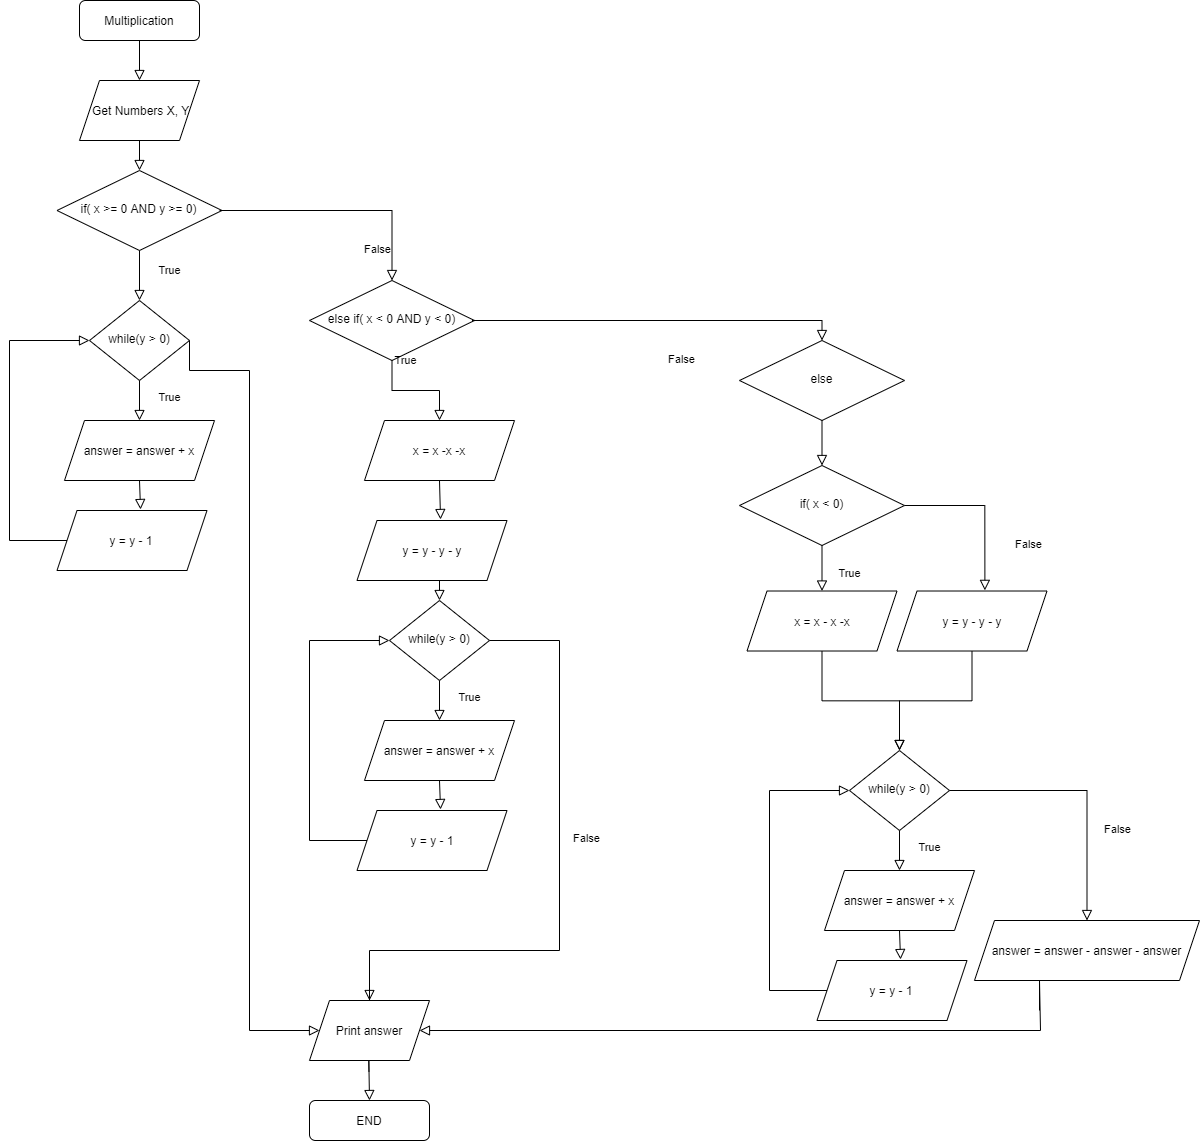 Multiplication
Get Numbers X, Y
if( x >= 0 AND y >= 0)
False
True
else if( x < 0 AND y < 0)
while(y > 0)
True
False
else
True
answer = answer + x
x = x -x -x
if( x < 0)
y = y - 1
y = y - y - y
False
True
x = x - x -x
y = y - y - y
while(y > 0)
True
answer = answer + x
while(y > 0)
False
False
y = y - 1
True
answer = answer + x
answer = answer - answer - answer
y = y - 1
Print answer
END